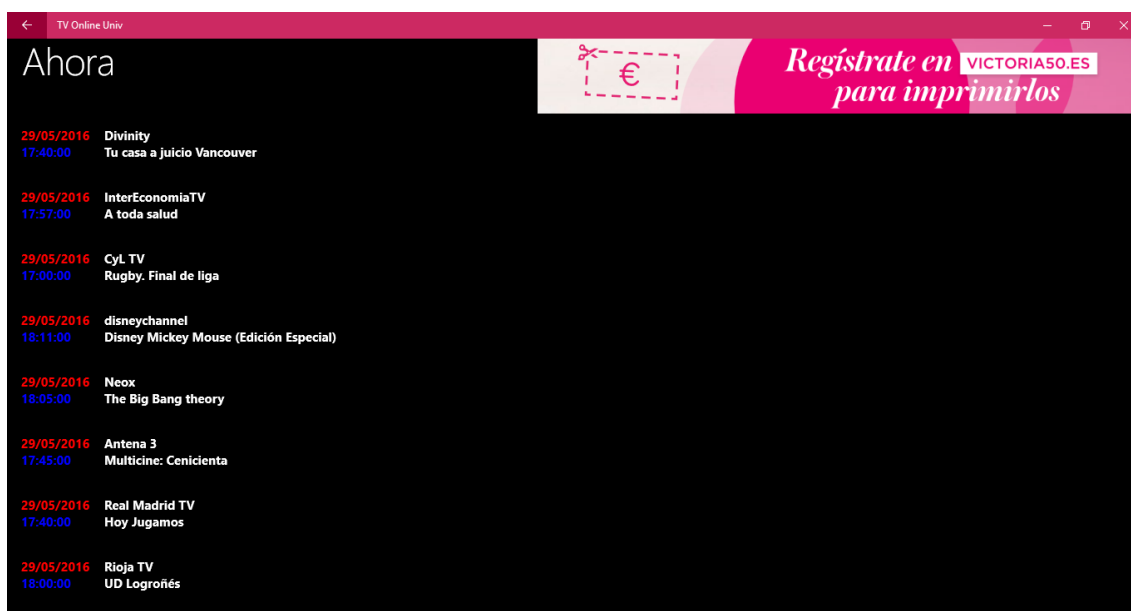 TV Online Univ
Ahora
€
Regístrate en VICTORIA50.ES
para imprimirlos
29/05/2016 Divinity
17:40:00 Tu casa a juicio Vancouver
29/05/2016 InterEconomiaTV
17:57:00 A toda salud
29/05/2016 CyL TV
17:00:00 Rugby. Final de liga
29/05/2016 disneychannel
18:11:00 Disney Mickey Mouse (Edición Especial)
29/05/2016 Neox
18:05:00 The Big Bang theory
29/05/2016 Antena 3
17:45:00 Multicine: Cenicienta
29/05/2016 Real Madrid TV
17:40:00 Hoy Jugamos
29/05/2016 Rioja TV
18:00:00 UD Logroñés